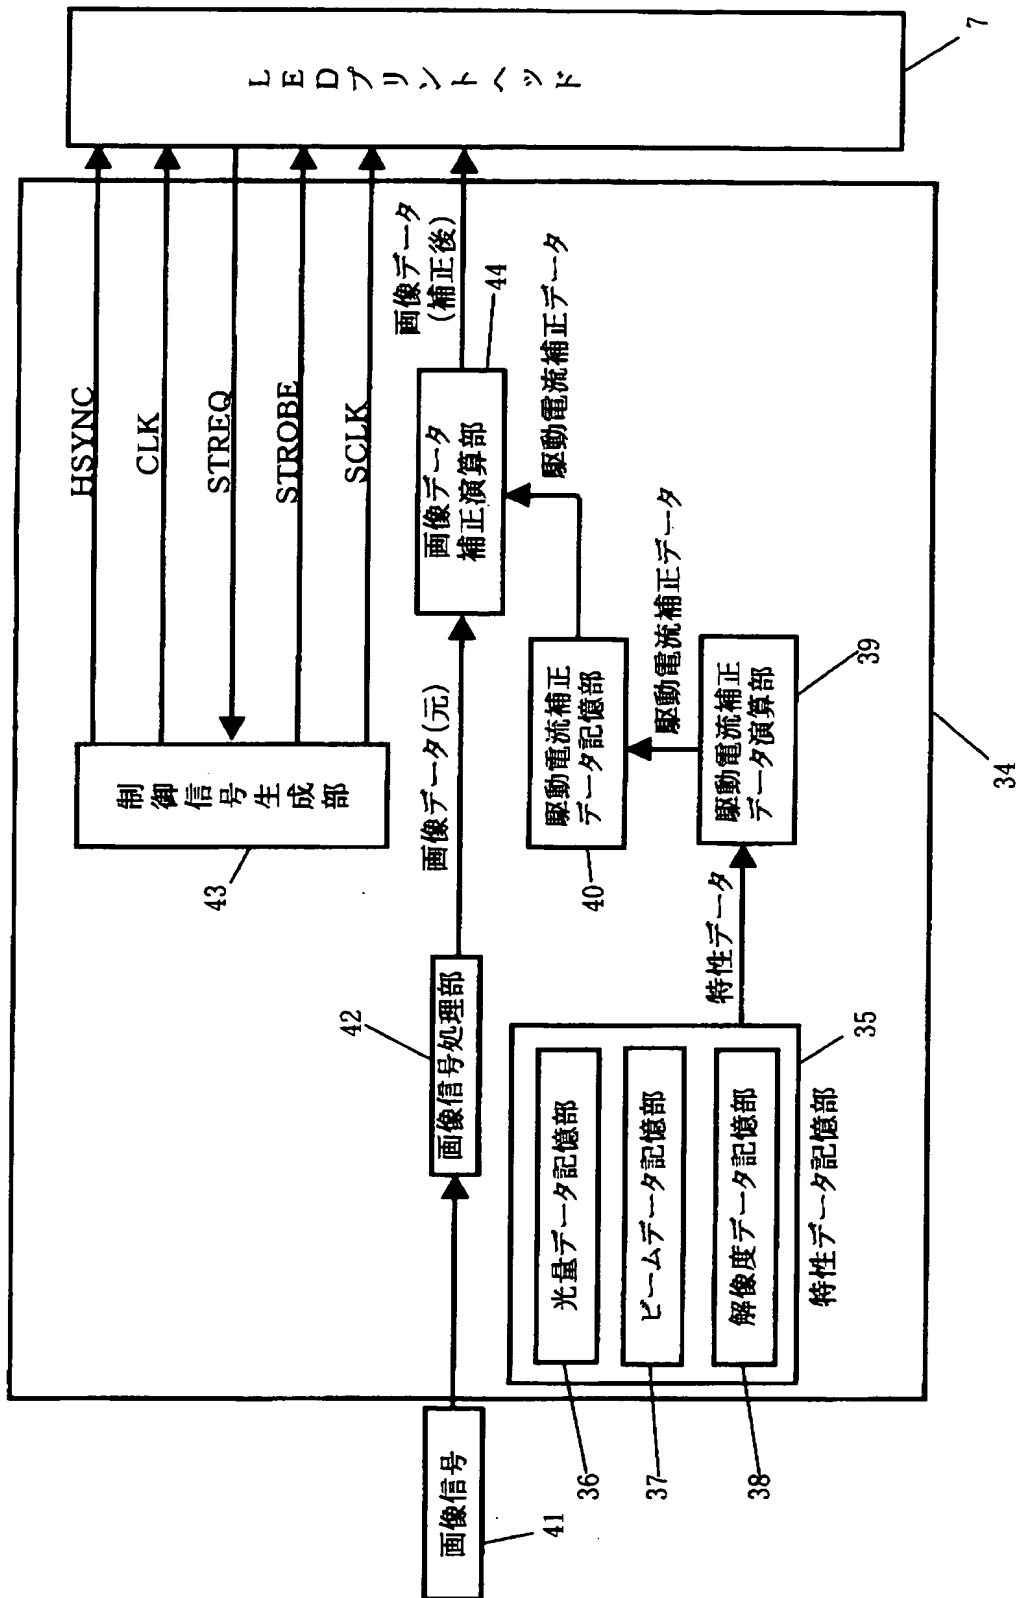 LEDプリントヘッド
7
HSYNC
CLK
STREQ
STROBE
SCLK
制御信号生成部
43
画像データ
(補正後)
44
画像データ
補正演算部
駆動電流補正データ
画像データ(元)
42
画像信号処理部
画像信号
41
駆動電流補正
データ記憶部
40
駆動電流補正データ
駆動電流補正
データ演算部
39
特性データ
35
光量データ記憶部
ビームデータ記憶部
解像度データ記憶部
特性データ記憶部
36
37
38
34